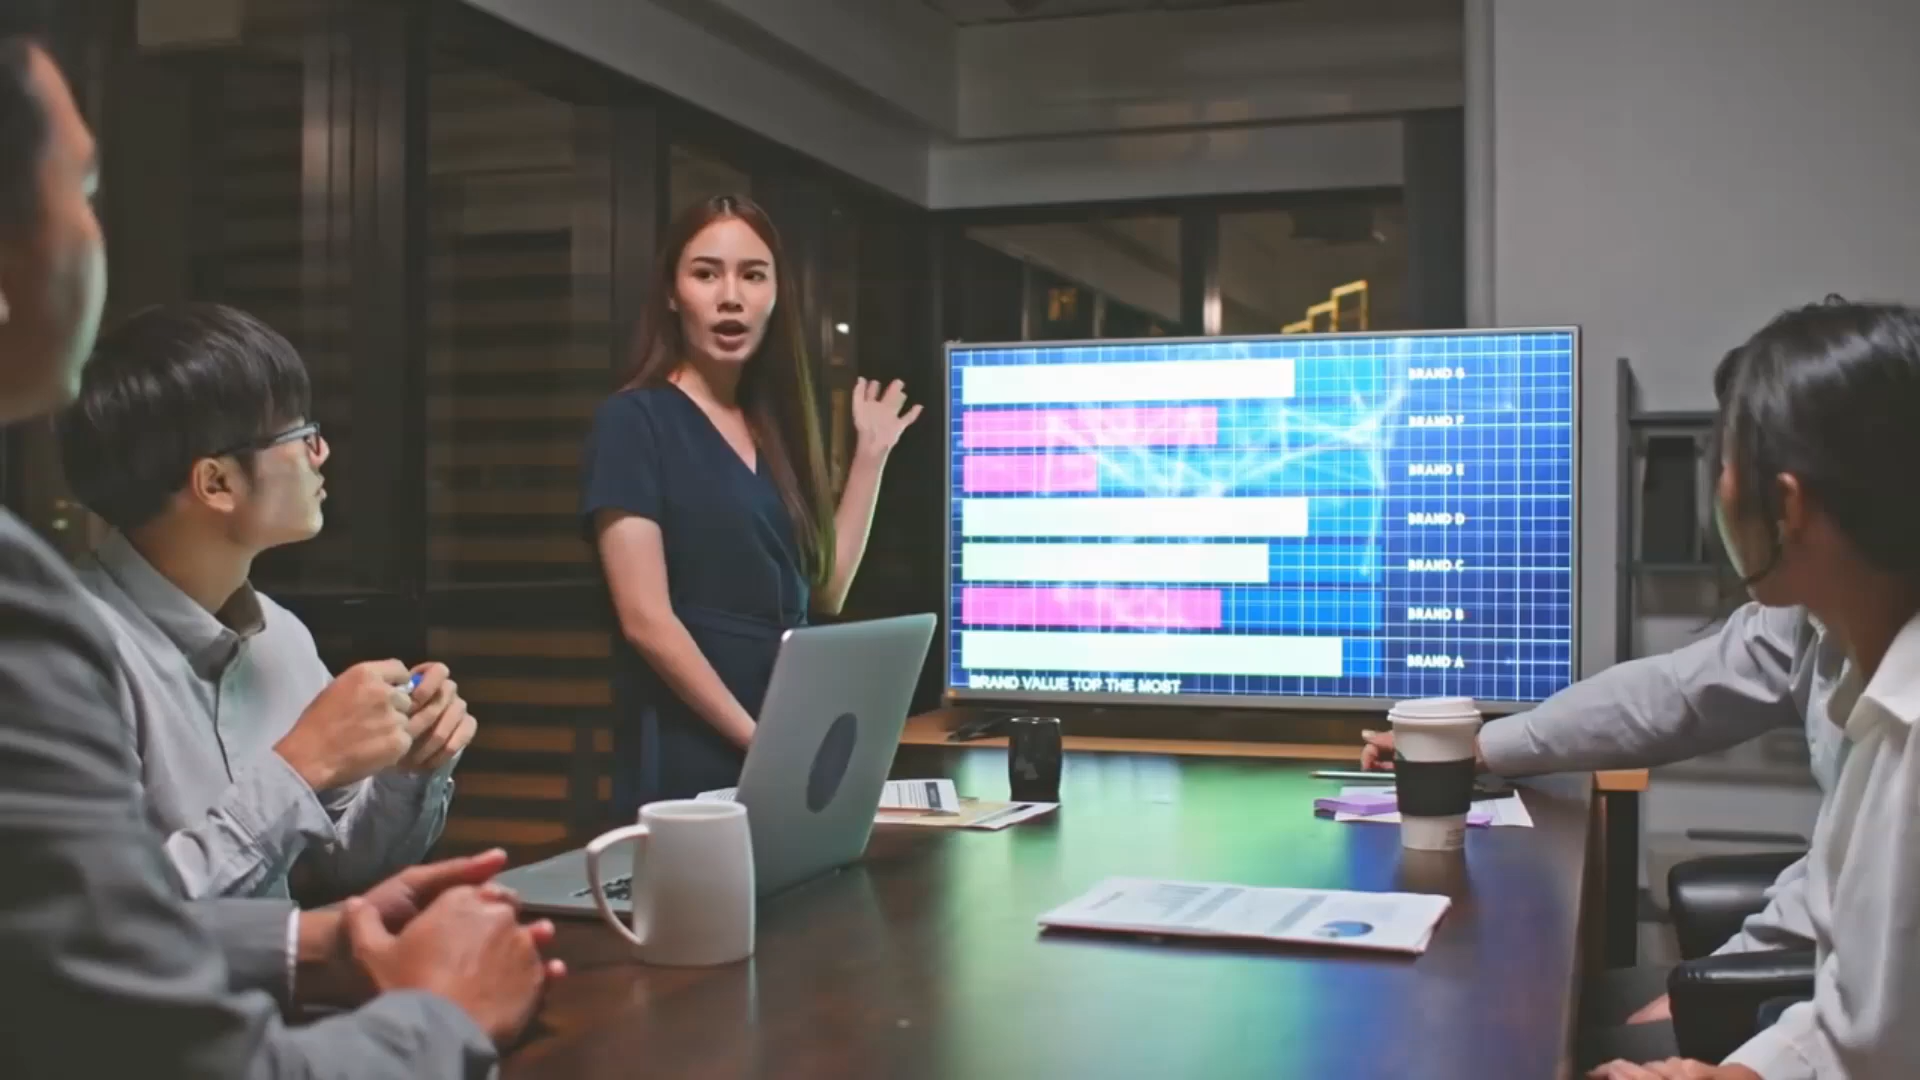 BRAND G
BRAND F
BRAND E
BRAND D
BRAND C
BRAND B
BRAND A
BRAND VALUE TOP THE MOST